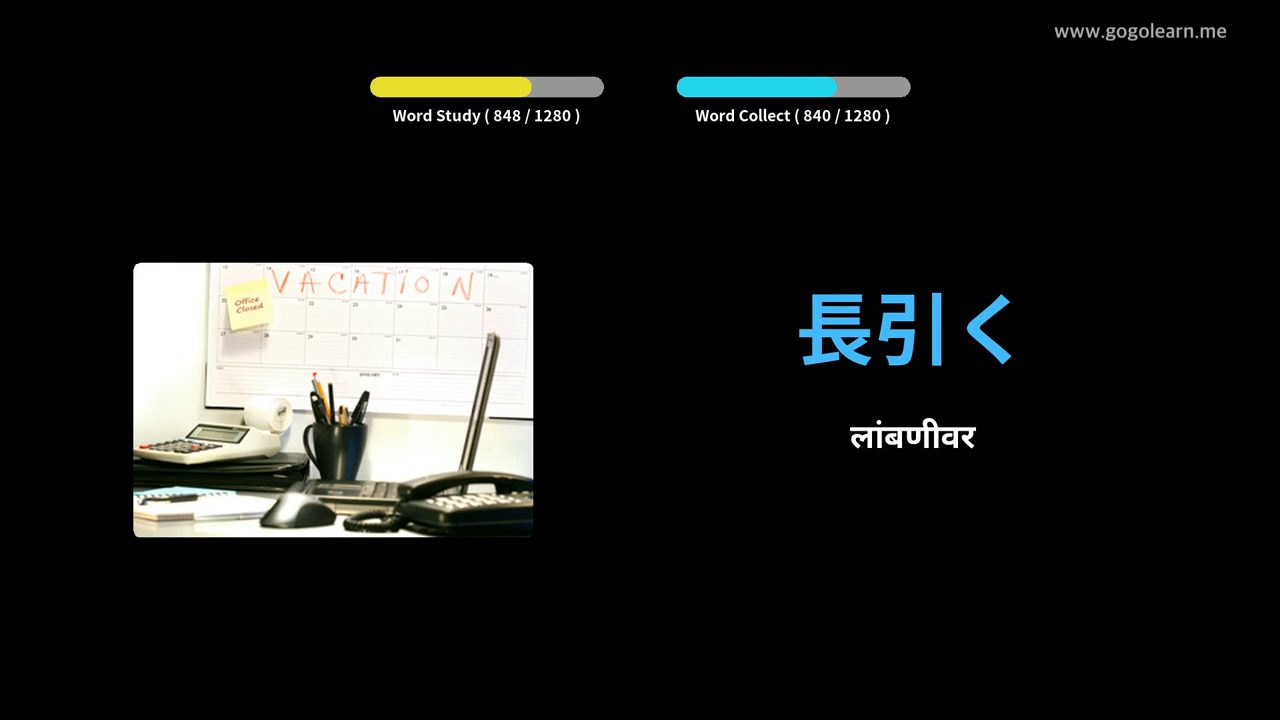 www.gogolearn.me
Word Study ( 848 / 1280 )
Word Collect ( 840 / 1280 )
VACATION
Office
Closed
長引く
लांबणीवर